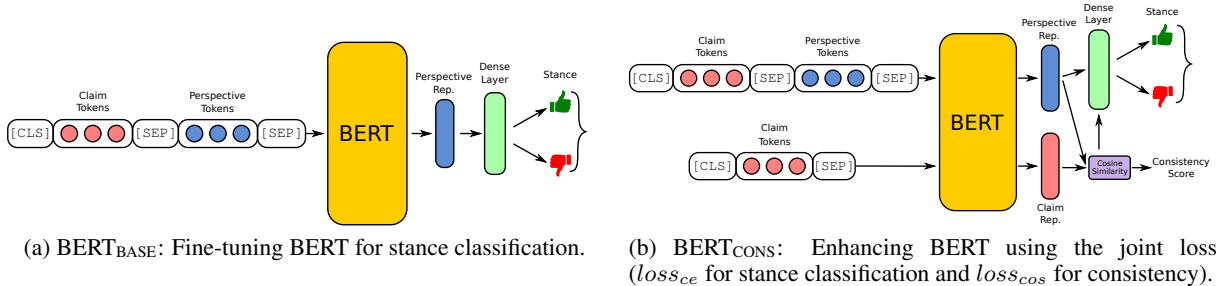 Claim
Tokens
Perspective
Tokens
[CLS]
[SEP]
[SEP]
BERT
Perspective
Rep.
Dense
Layer
Stance
(a) BERTBASE: Fine-tuning BERT for stance classification.
Claim
Tokens
Perspective
Tokens
[CLS]
[SEP]
[SEP]
Claim
Tokens
[CLS]
[SEP]
BERT
Perspective
Rep.
Dense
Layer
Stance
Claim
Rep.
Cosine
Similarity
Consistency
Score
(b) BERTCONS: Enhancing BERT using the joint loss
(lossce for stance classification and losscos for consistency).